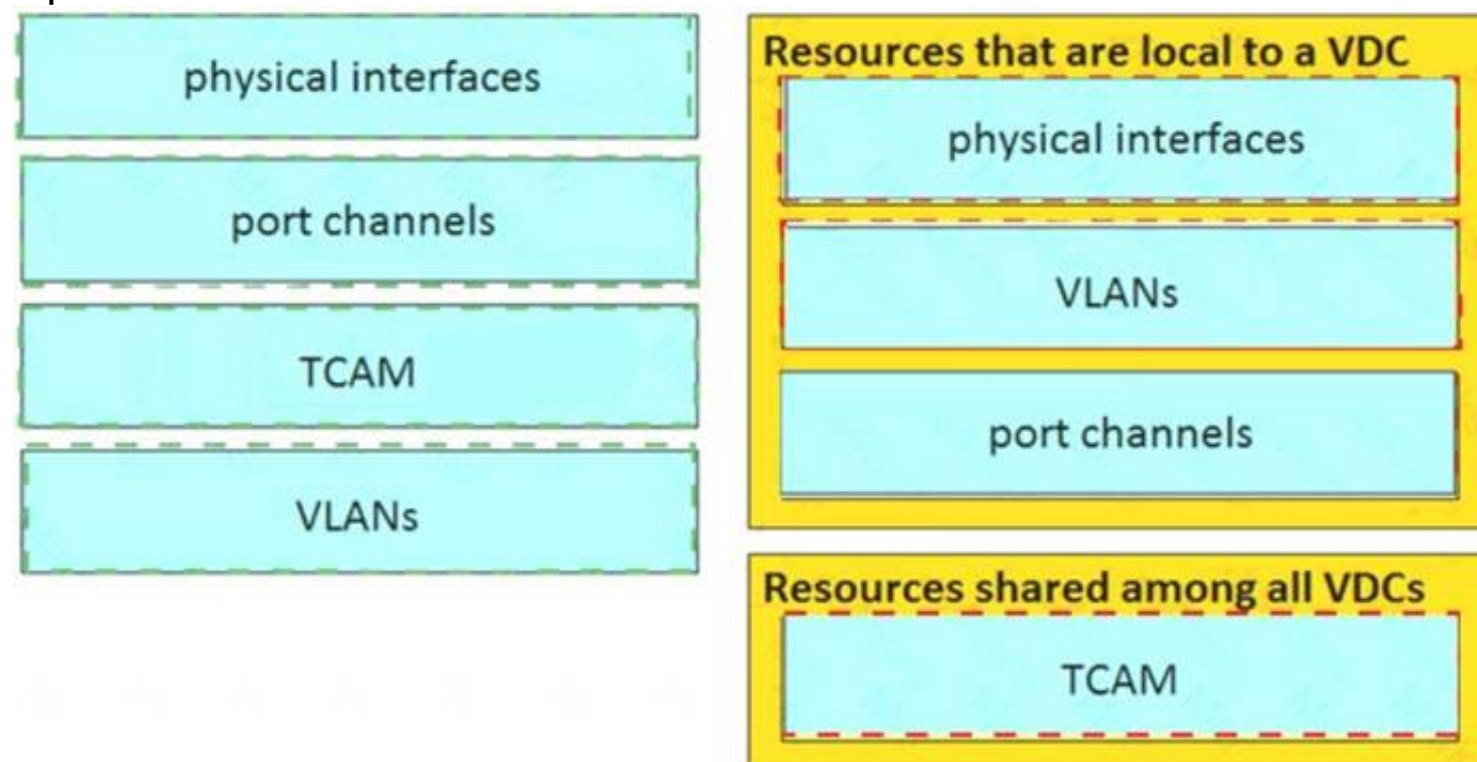 physical interfaces
port channels
TCAM
VLANs
Resources that are local to a VDC
physical interfaces
VLANs
port channels
Resources shared among all VDCs
TCAM